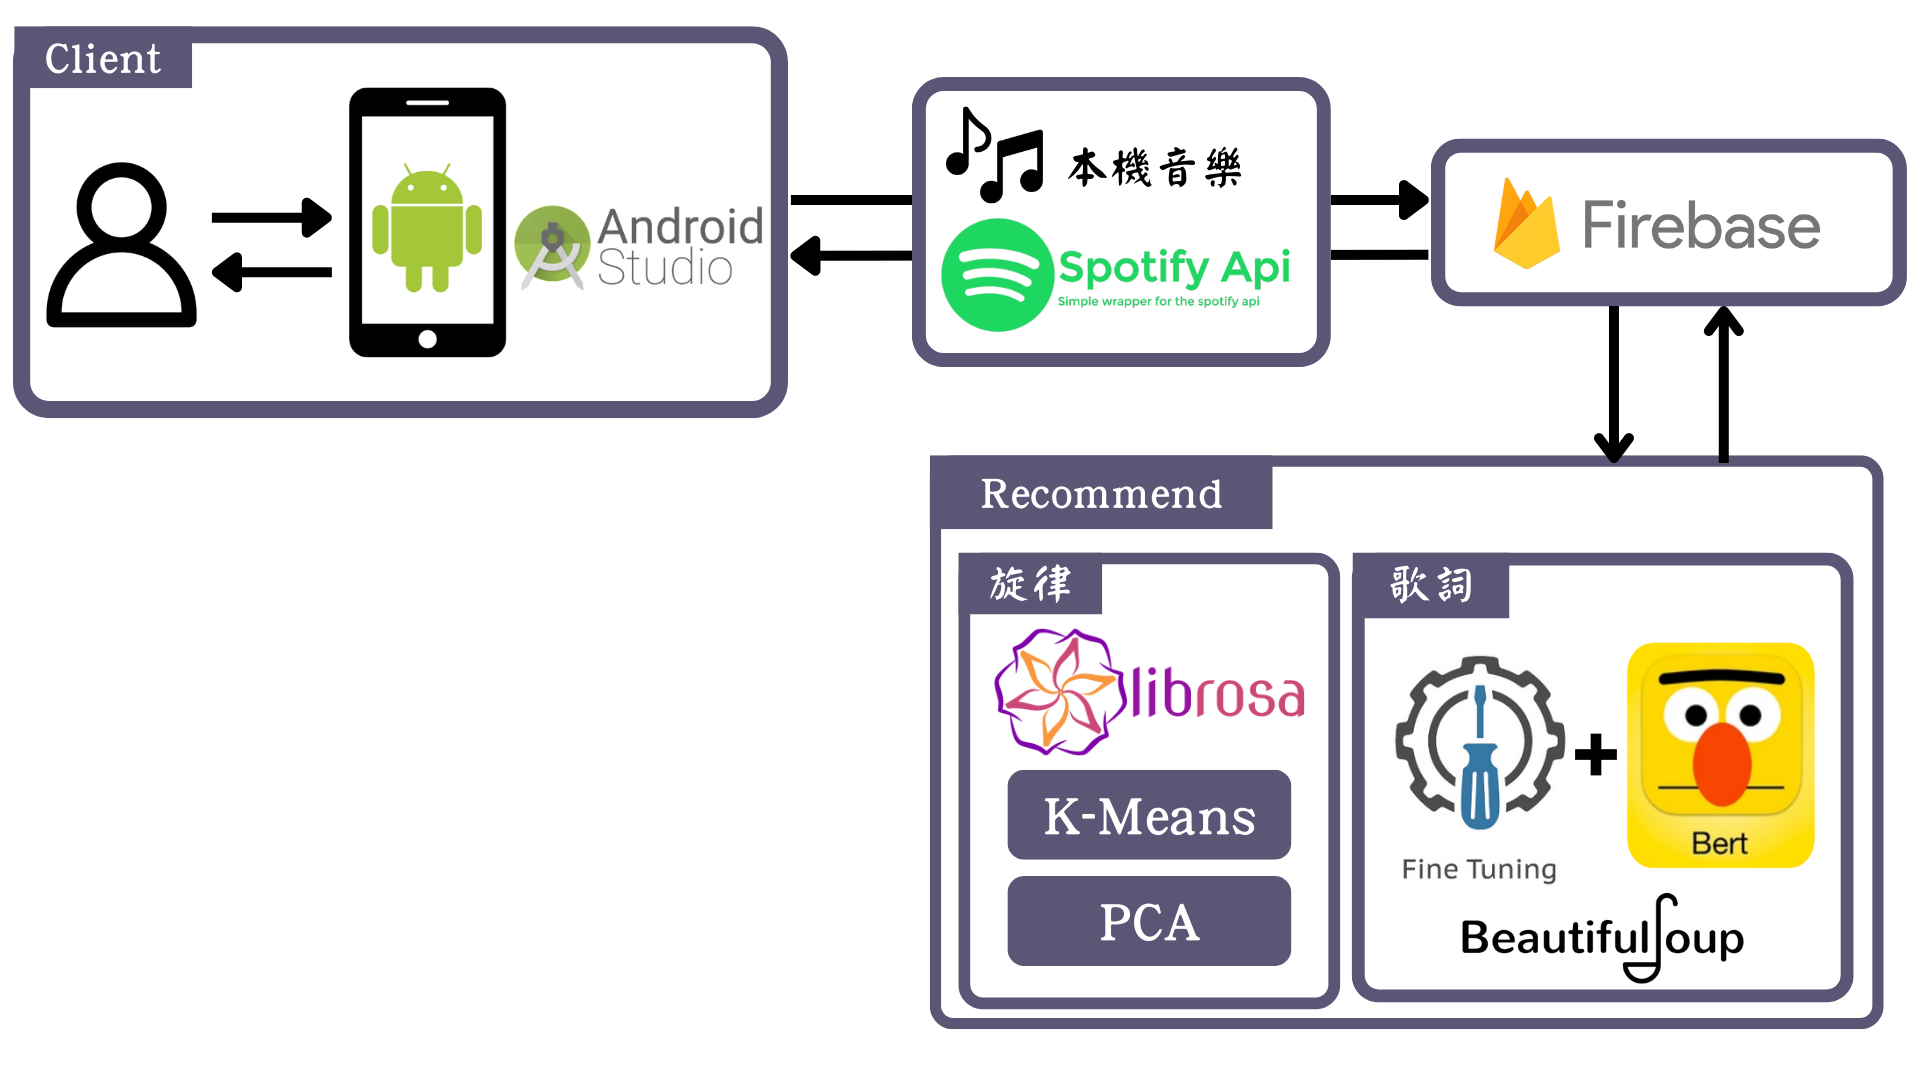 Client
Android
Studio
本機音樂
Spotify Api
Simple wrapper for the spotify api
Firebase
Recommend
旋律
librosa
K-Means
PCA
歌詞
Fine Tuning
+
Bert
BeautifulSoup